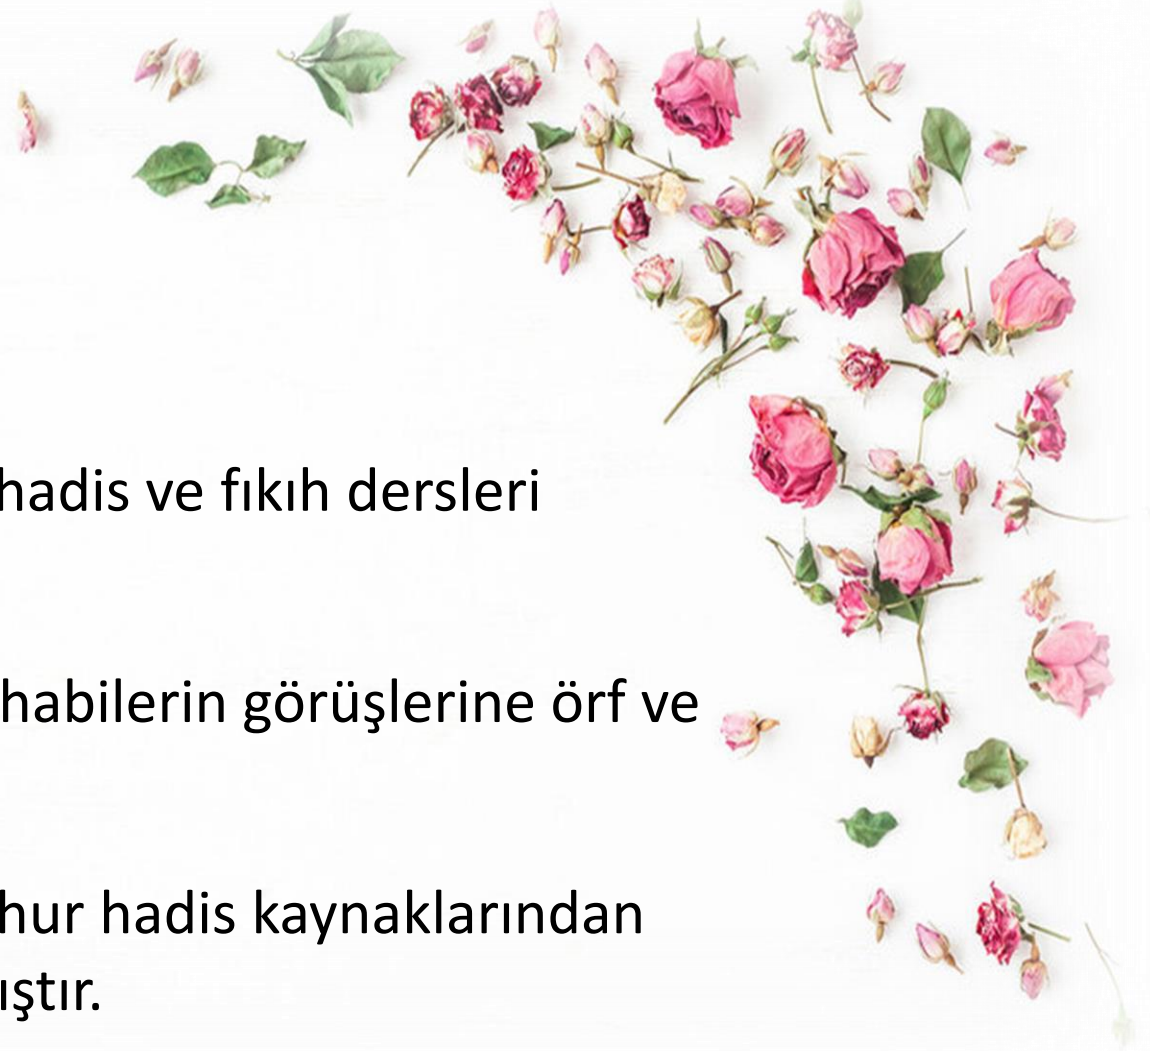 hadis ve fıkıh dersleri
habilerin görüşlerine örf ve
hur hadis kaynaklarından
ıştır.